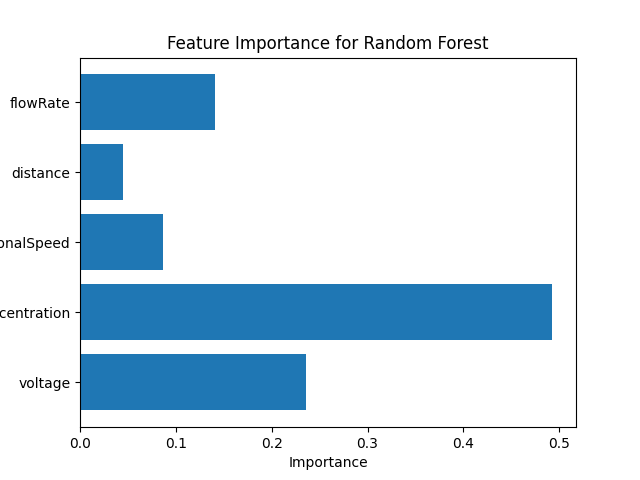 Feature Importance for Random Forest
flowRate
distance
onalSpeed
centration
voltage
0.0 0.1 0.2 0.3 0.4 0.5
Importance